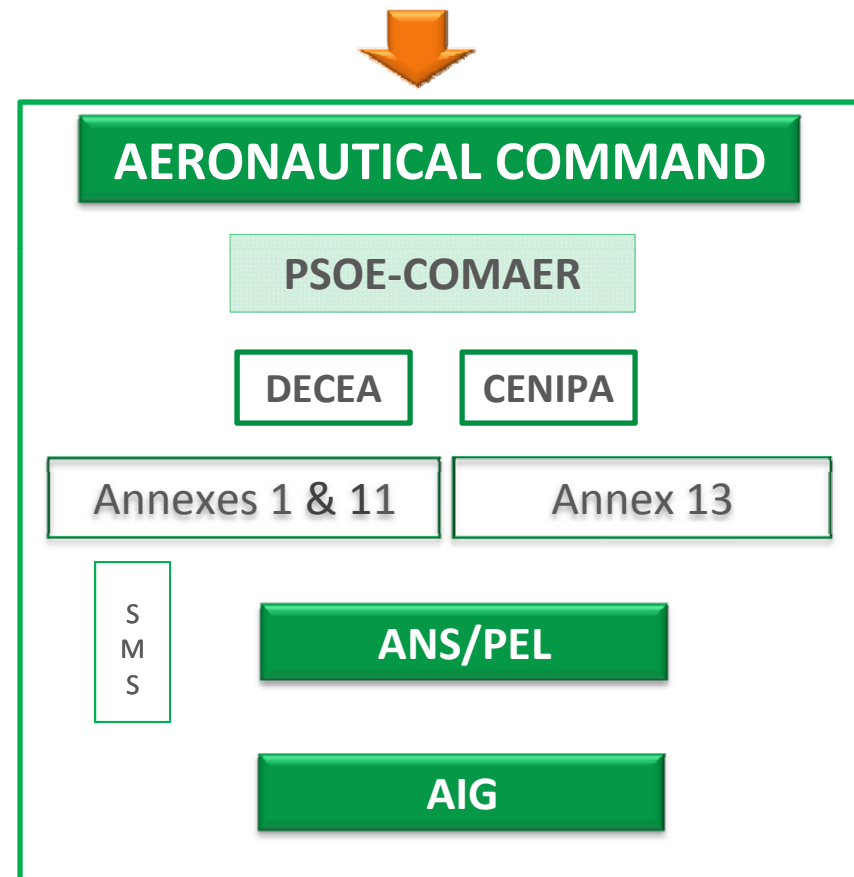 AERONAUTICAL COMMAND
PSOE-COMAER
DECEA
CENIPA
Annexes 1 & 11
Annex 13
S
M
S
ANS/PEL
AIG